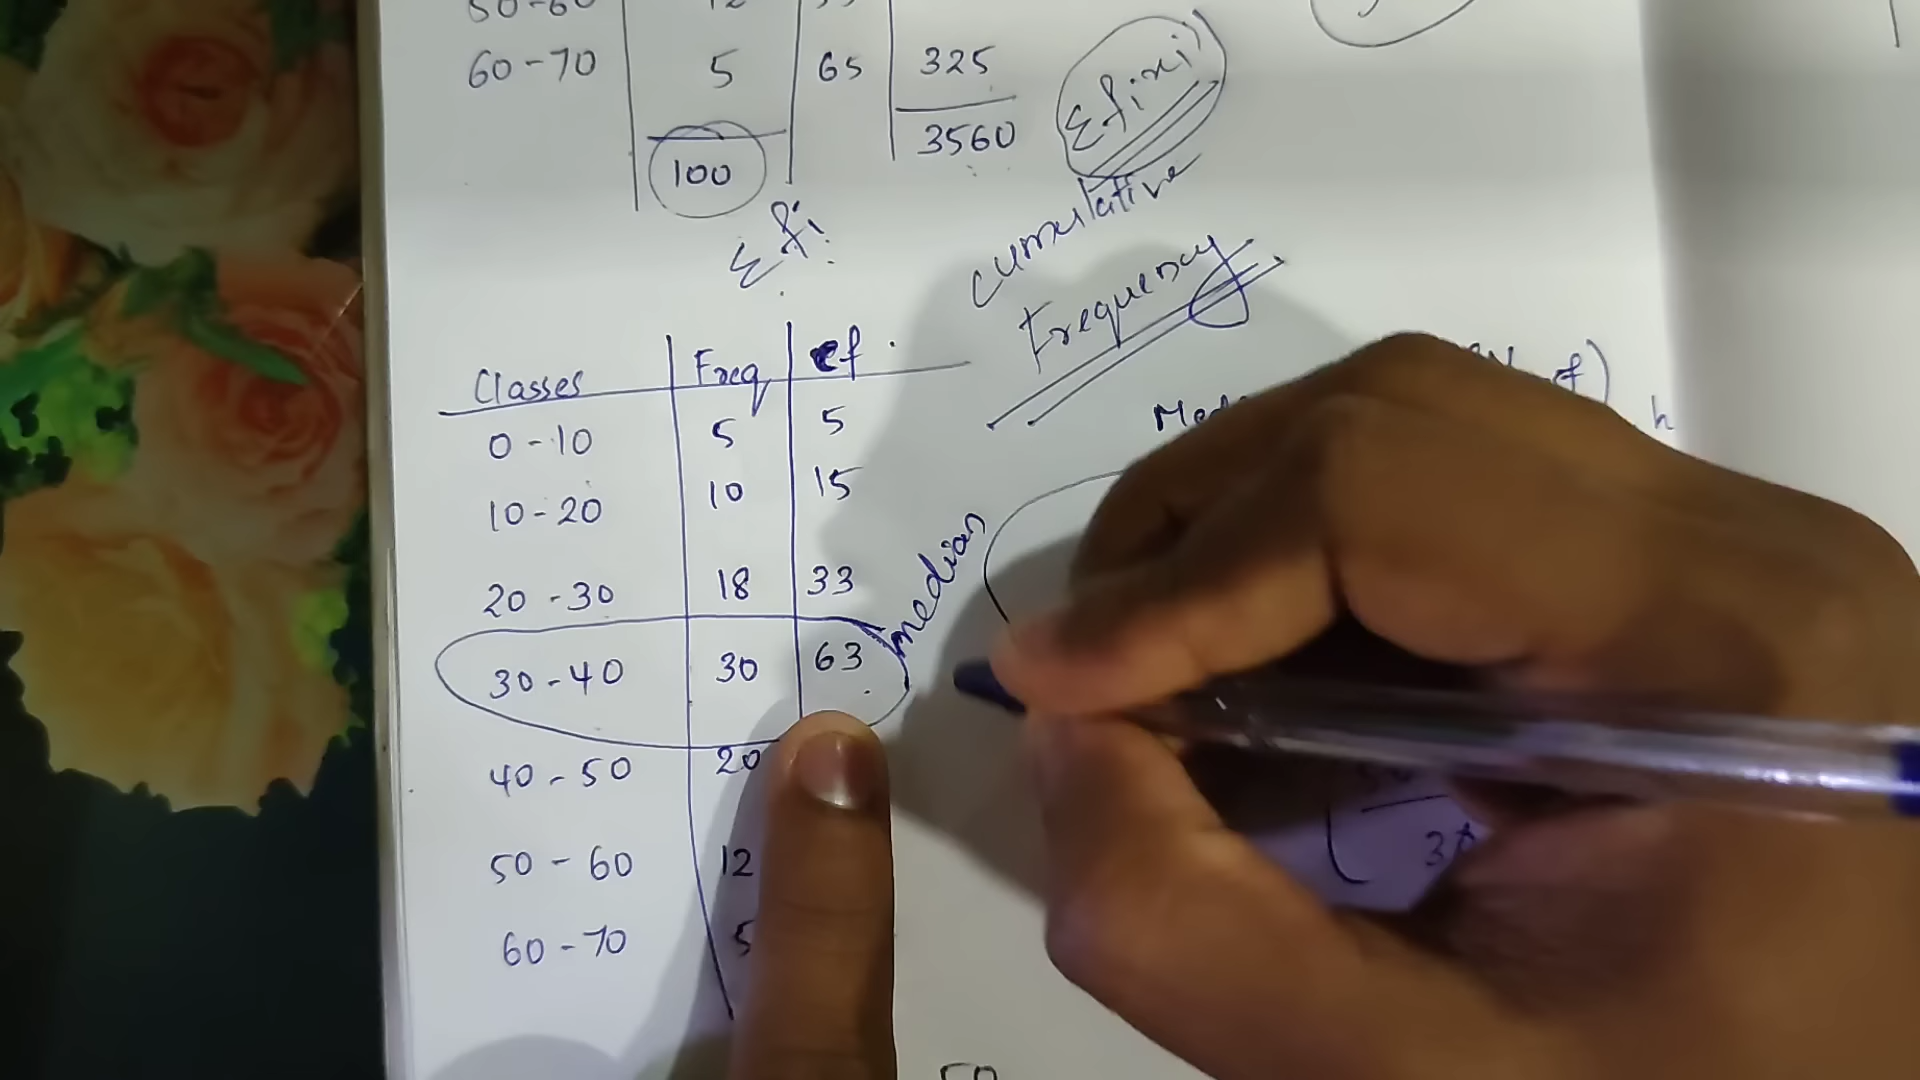 60-70 5 65 325
100 3560 Σfixi
Σfi
cumulative
Frequency
Classes Freq cf
0-10 5 5
10-20 10 15
20-30 18 33
30-40 30 63 median
40-50 20
50-60 12
60-70 5
h